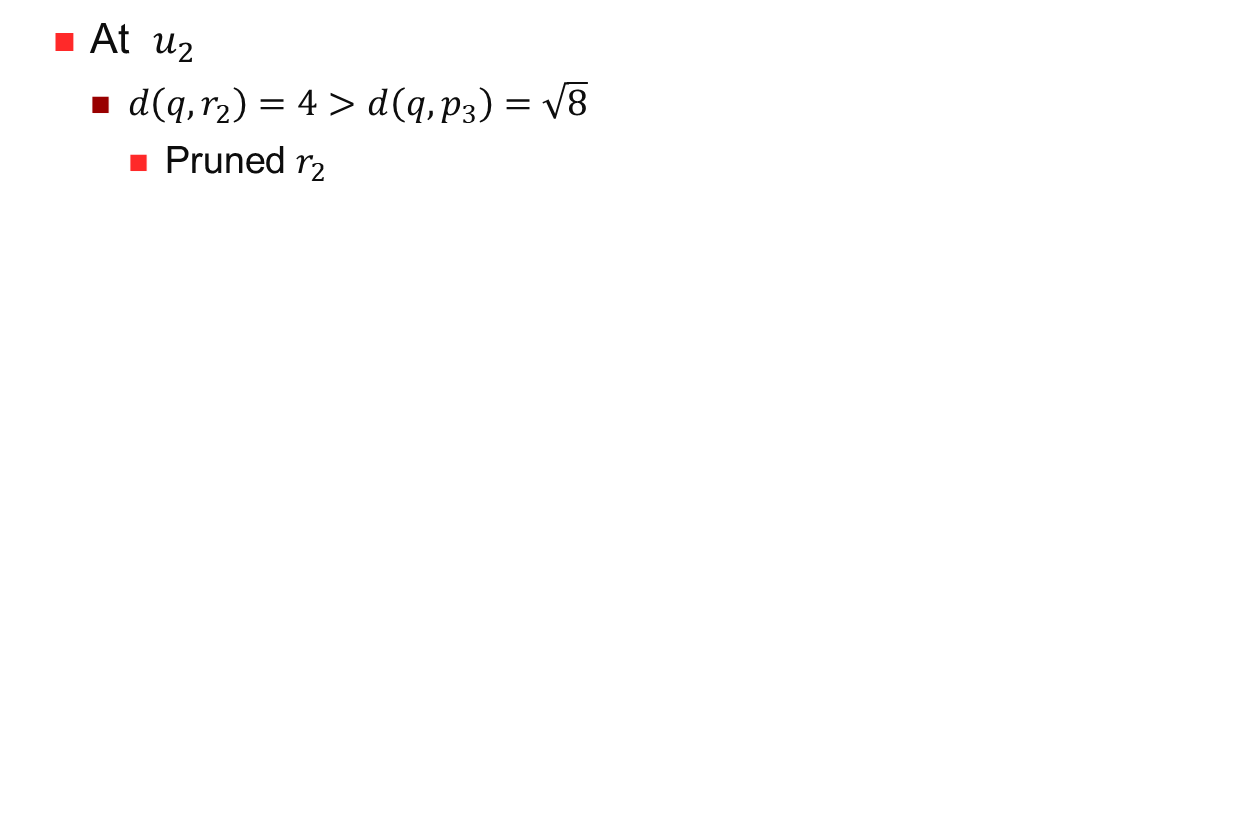 ■ At u₂
■ d(q, r₂) = 4 > d(q, p₃) = √8
■ Pruned r₂